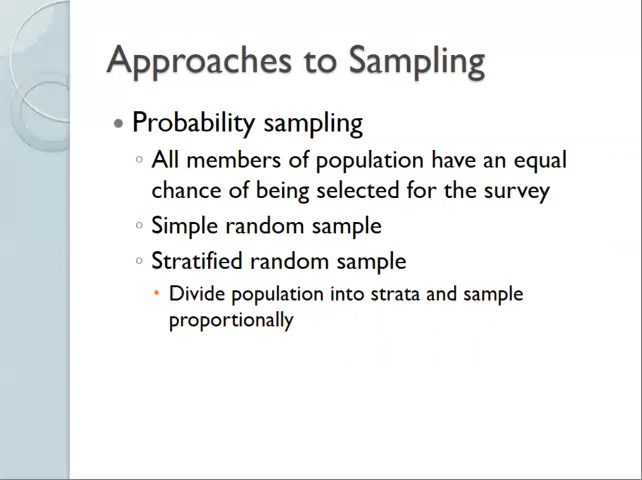 Approaches to Sampling
Probability sampling
All members of population have an equal
chance of being selected for the survey
Simple random sample
Stratified random sample
Divide population into strata and sample
proportionally